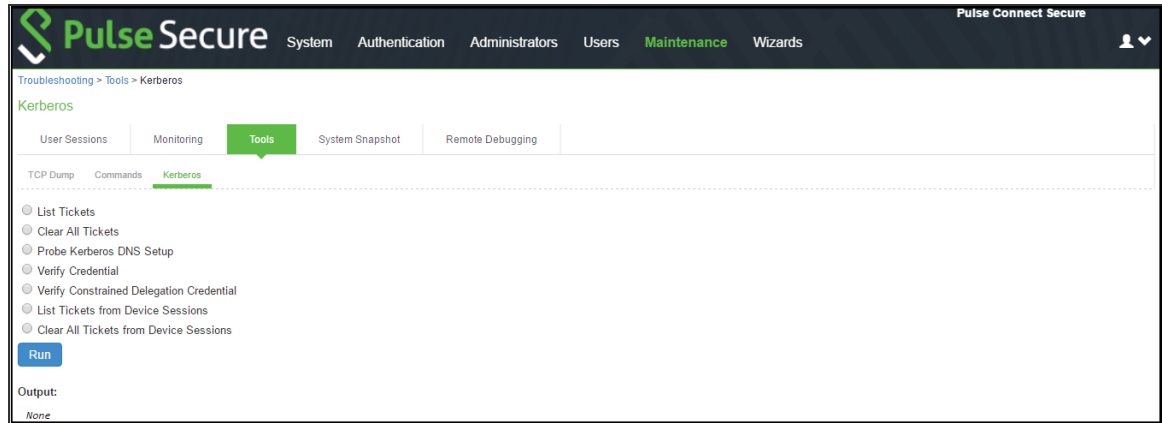 Pulse Connect Secure
Pulse Secure System Authentication Administrators Users Maintenance Wizards
Troubleshooting > Tools > Kerberos
Kerberos
User Sessions Monitoring Tools System Snapshot Remote Debugging
TCP Dump Commands Kerberos
List Tickets
Clear All Tickets
Probe Kerberos DNS Setup
Verify Credential
Verify Constrained Delegation Credential
List Tickets from Device Sessions
Clear All Tickets from Device Sessions
Run
Output:
None